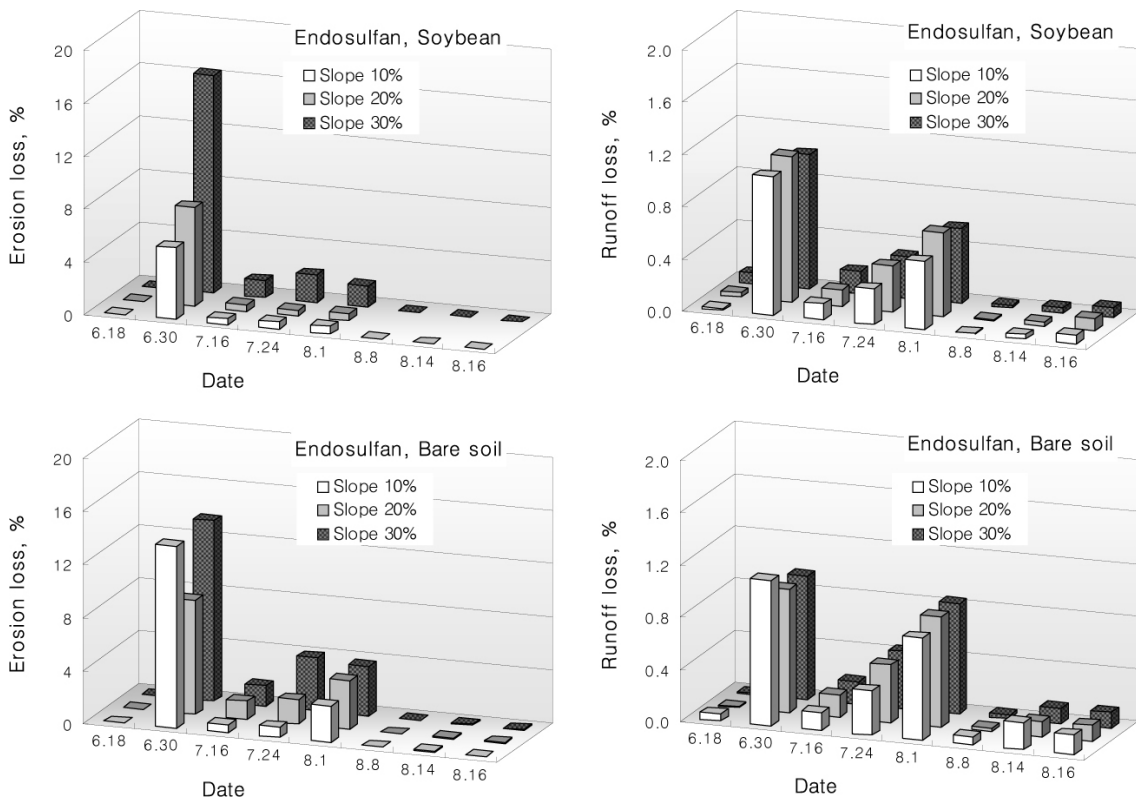 Endosulfan, Soybean
Slope 10%
Slope 20%
Slope 30%
Erosion loss, %
20
16
12
8
4
0
6.18
6.30
7.16
7.24
8.1
8.8
8.14
8.16
Date
Endosulfan, Soybean
Slope 10%
Slope 20%
Slope 30%
Runoff loss, %
2.0
1.6
1.2
0.8
0.4
0.0
6.18
6.30
7.16
7.24
8.1
8.8
8.14
8.16
Date
Endosulfan, Bare soil
Slope 10%
Slope 20%
Slope 30%
Erosion loss, %
20
16
12
8
4
0
6.18
6.30
7.16
7.24
8.1
8.8
8.14
8.16
Date
Endosulfan, Bare soil
Slope 10%
Slope 20%
Slope 30%
Runoff loss, %
2.0
1.6
1.2
0.8
0.4
0.0
6.18
6.30
7.16
7.24
8.1
8.8
8.14
8.16
Date